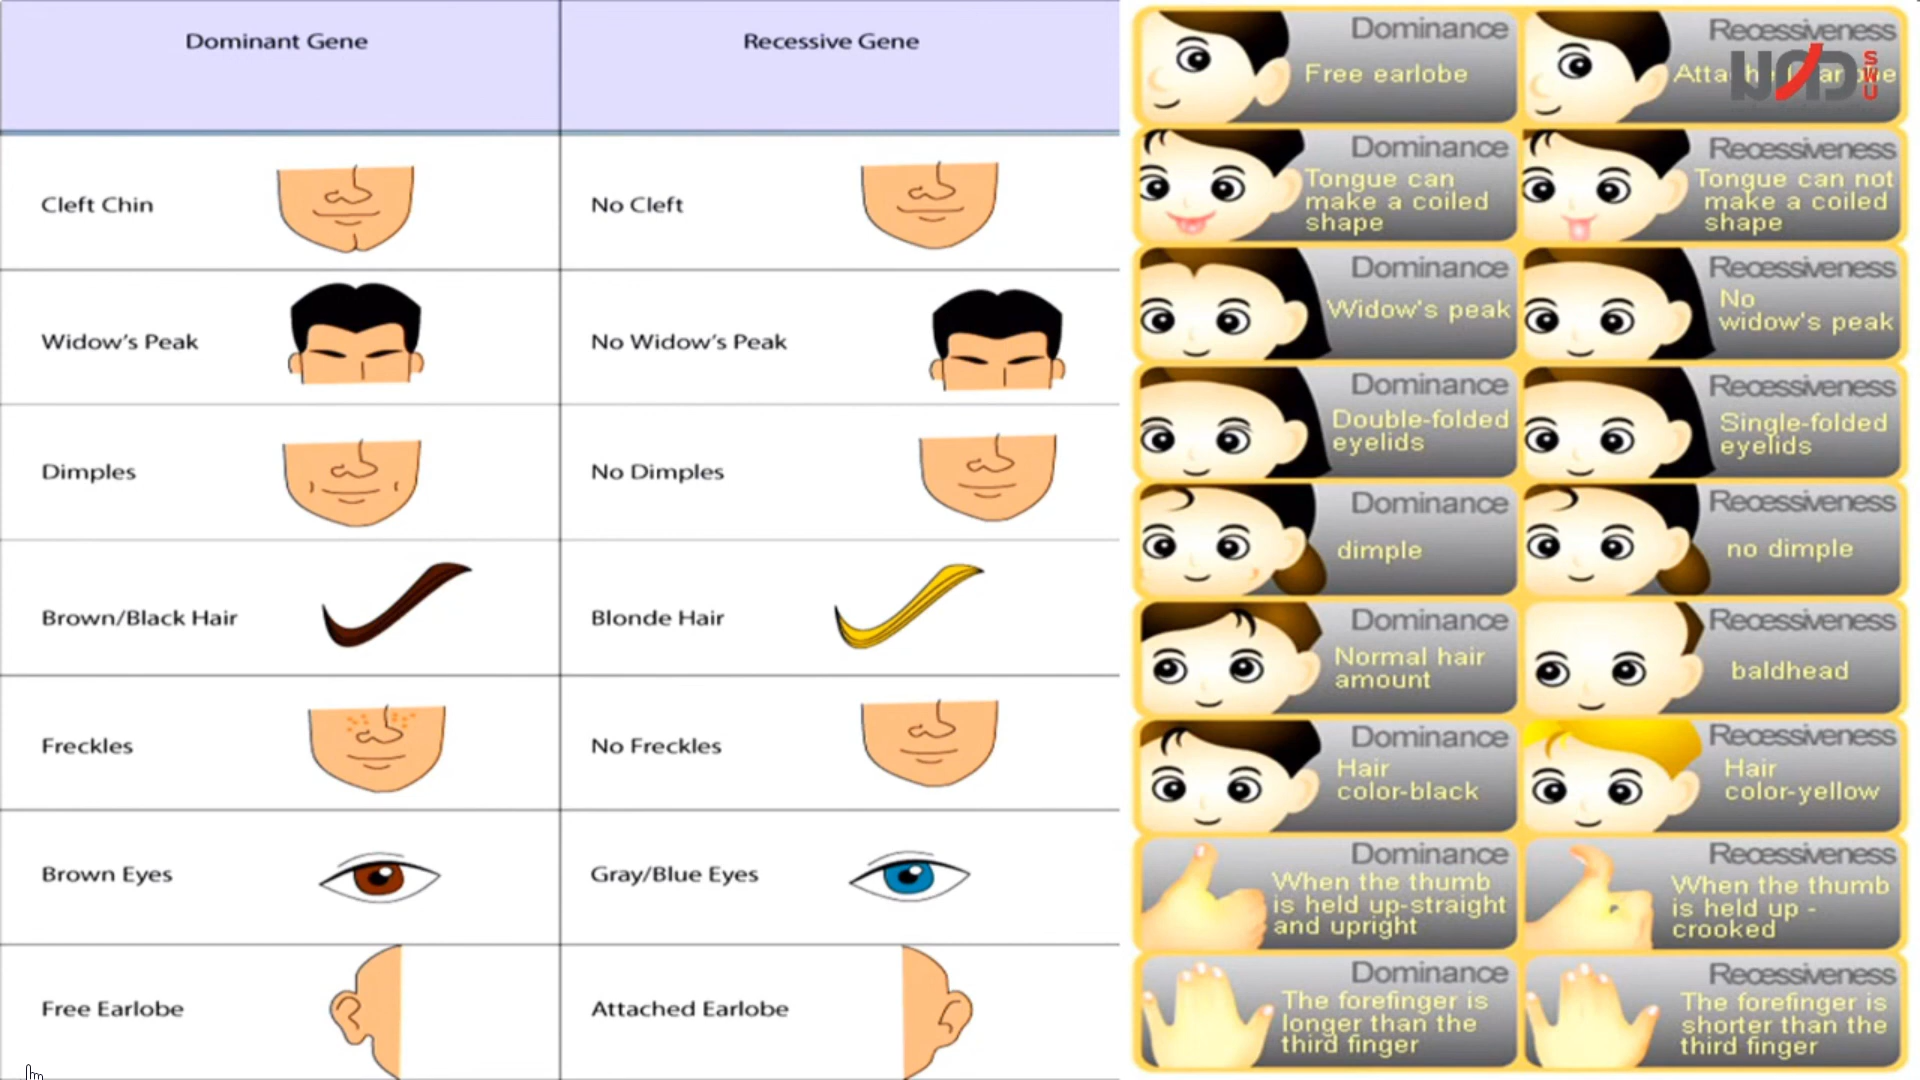 Dominant Gene
Recessive Gene
Cleft Chin
No Cleft
Widow's Peak
No Widow's Peak
Dimples
No Dimples
Brown/Black Hair
Blonde Hair
Freckles
No Freckles
Brown Eyes
Gray/Blue Eyes
Free Earlobe
Attached Earlobe
Dominance
Free earlobe
Recessiveness
SWU
Dominance
Tongue can
make a coiled
shape
Recessiveness
Tongue can not
make a coiled
shape
Dominance
Widow's peak
Recessiveness
No
widow's peak
Dominance
Double-folded
eyelids
Recessiveness
Single-folded
eyelids
Dominance
dimple
Recessiveness
no dimple
Dominance
Normal hair
amount
Recessiveness
baldhead
Dominance
Hair
color-black
Recessiveness
Hair
color-yellow
Dominance
When the thumb
is held up-straight
and upright
Recessiveness
When the thumb
is held up -
crooked
Dominance
The forefinger is
longer than the
third finger
Recessiveness
The forefinger is
shorter than the
third finger